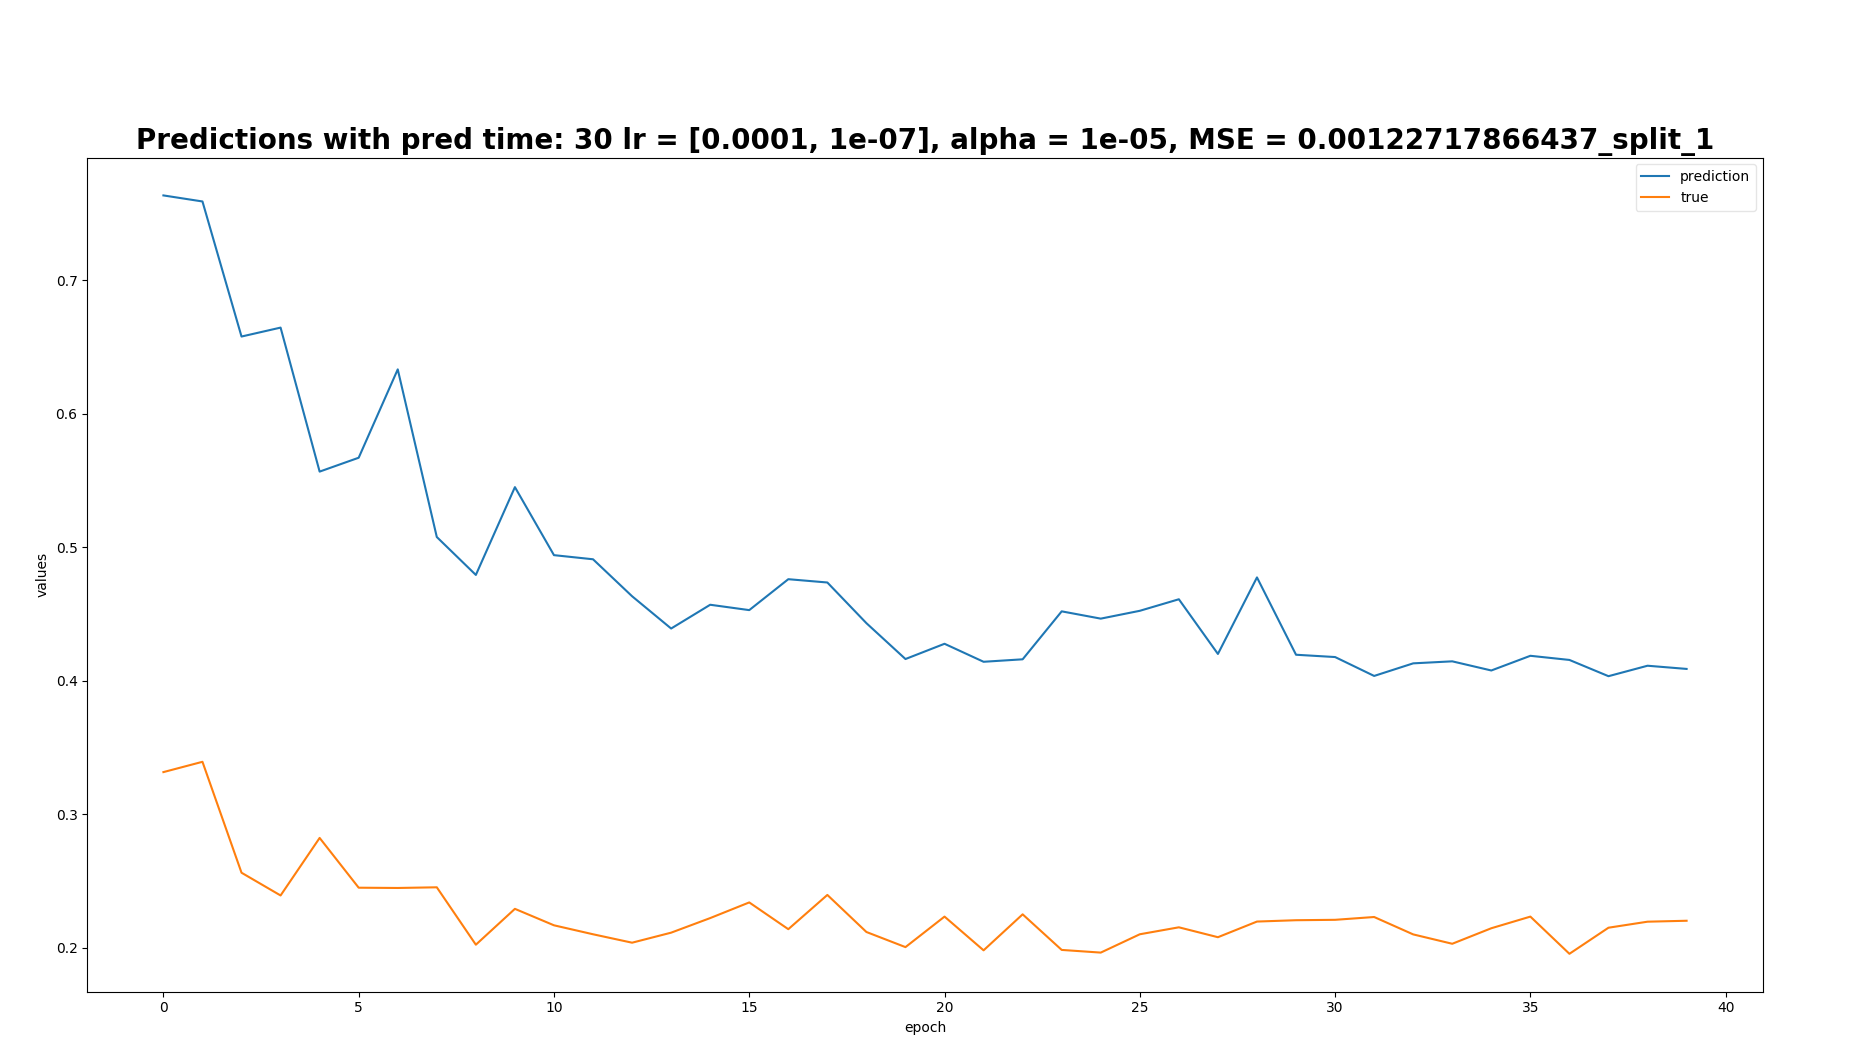 Predictions with pred time: 30 lr = [0.0001, 1e-07], alpha = 1e-05, MSE = 0.00122717866437_split_1
prediction
true
0.7
0.6
0.5
0.4
0.3
0.2
values
0 5 10 15 20 25 30 35 40
epoch